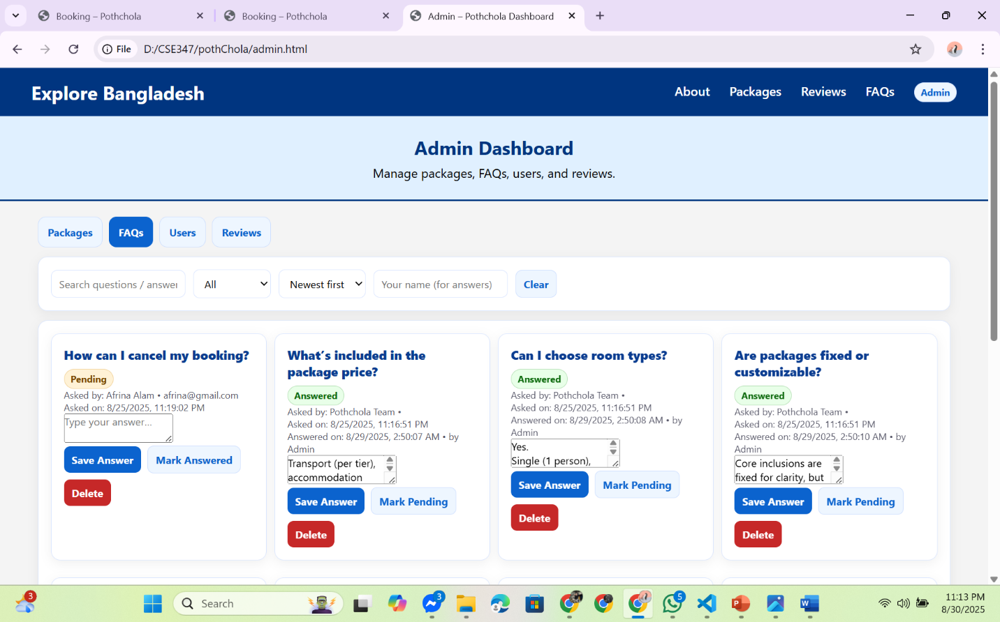 Booking – Pothchola
Booking – Pothchola
Admin – Pothchola Dashboard
File
D:/CSE347/pothChola/admin.html
Explore Bangladesh
About
Packages
Reviews
FAQs
Admin
Admin Dashboard
Manage packages, FAQs, users, and reviews.
Packages
FAQs
Users
Reviews
Search questions / answer
All
Newest first
Your name (for answers)
Clear
How can I cancel my booking?
Pending
Asked by: Afrina Alam • afrina@gmail.com
Asked on: 8/25/2025, 11:19:02 PM
Type your answer...
Save Answer
Mark Answered
Delete
What’s included in the
package price?
Answered
Asked by: Pothchola Team •
Asked on: 8/25/2025, 11:16:51 PM
Answered on: 8/29/2025, 2:50:07 AM • by
Admin
Transport (per tier),
accommodation
Save Answer
Mark Pending
Delete
Can I choose room types?
Answered
Asked by: Pothchola Team •
Asked on: 8/25/2025, 11:16:51 PM
Answered on: 8/29/2025, 2:50:08 AM • by
Admin
Yes.
Single (1 person),
Save Answer
Mark Pending
Delete
Are packages fixed or
customizable?
Answered
Asked by: Pothchola Team •
Asked on: 8/25/2025, 11:16:51 PM
Answered on: 8/29/2025, 2:50:10 AM • by
Admin
Core inclusions are
fixed for clarity, but
Save Answer
Mark Pending
Delete
3
Search
3
5
11:13 PM
8/30/2025